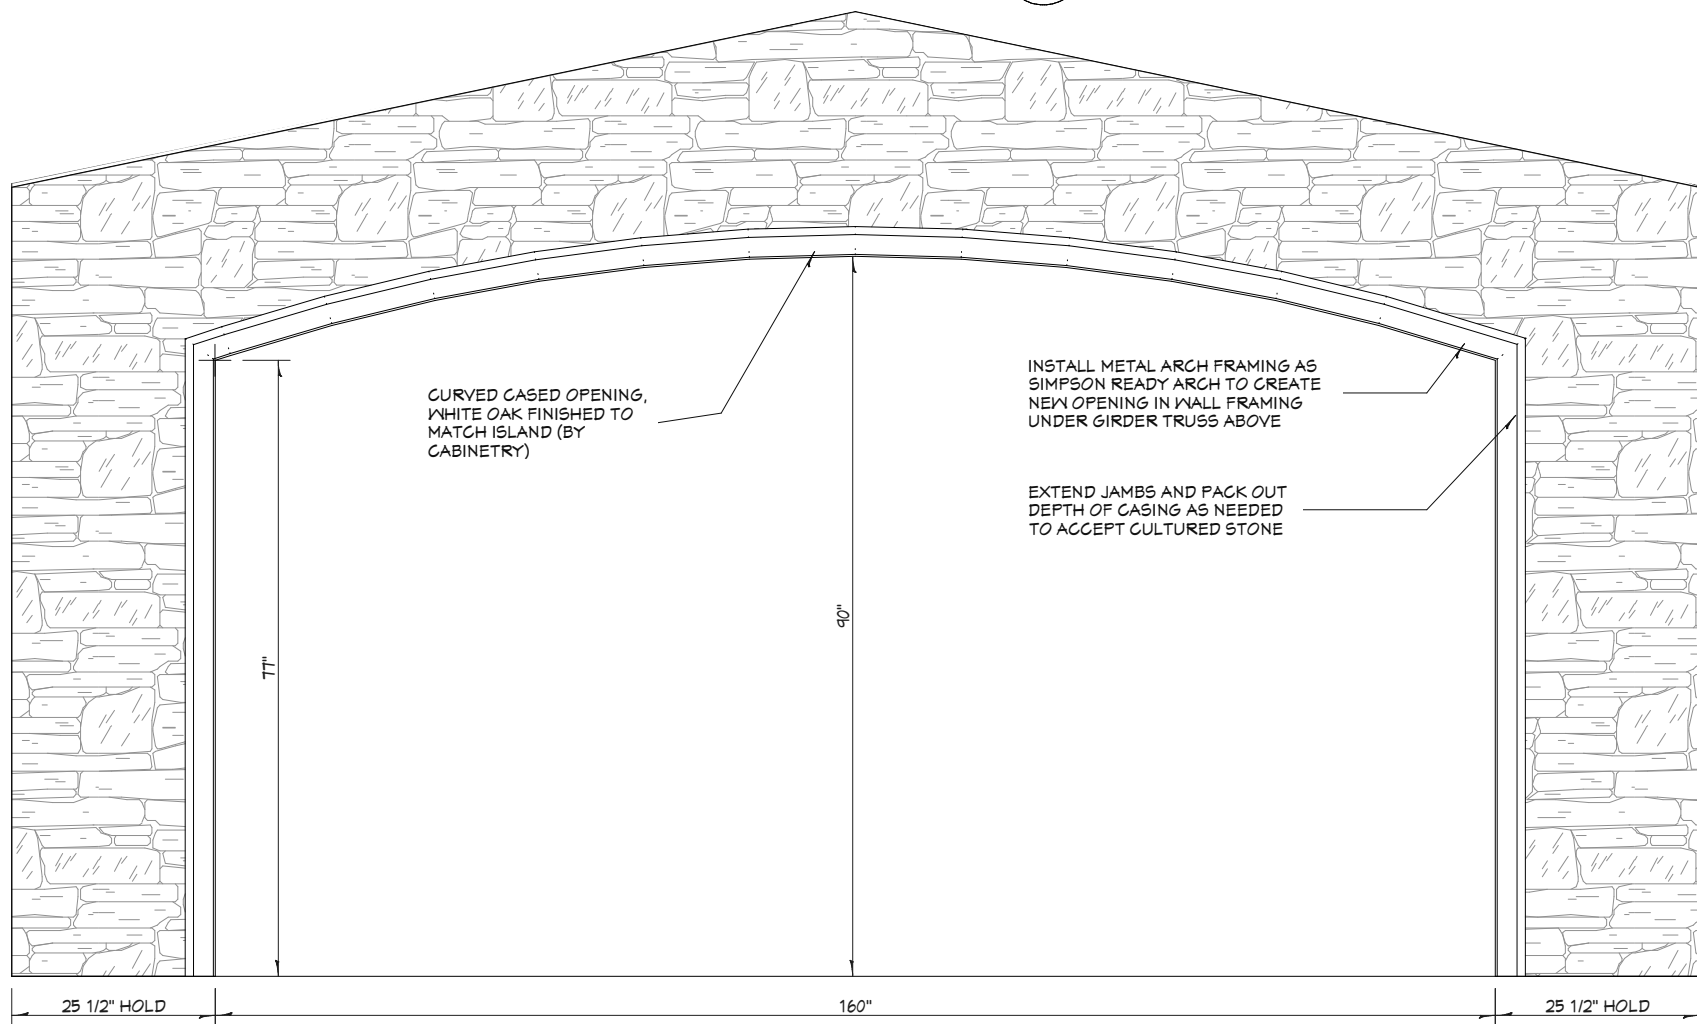 CURVED CASED OPENING,
WHITE OAK FINISHED TO
MATCH ISLAND (BY
CABINETRY)
INSTALL METAL ARCH FRAMING AS
SIMPSON READY ARCH TO CREATE
NEW OPENING IN WALL FRAMING
UNDER GIRDER TRUSS ABOVE
EXTEND JAMBS AND PACK OUT
DEPTH OF CASING AS NEEDED
TO ACCEPT CULTURED STONE
77"
90"
25 1/2" HOLD
160"
25 1/2" HOLD